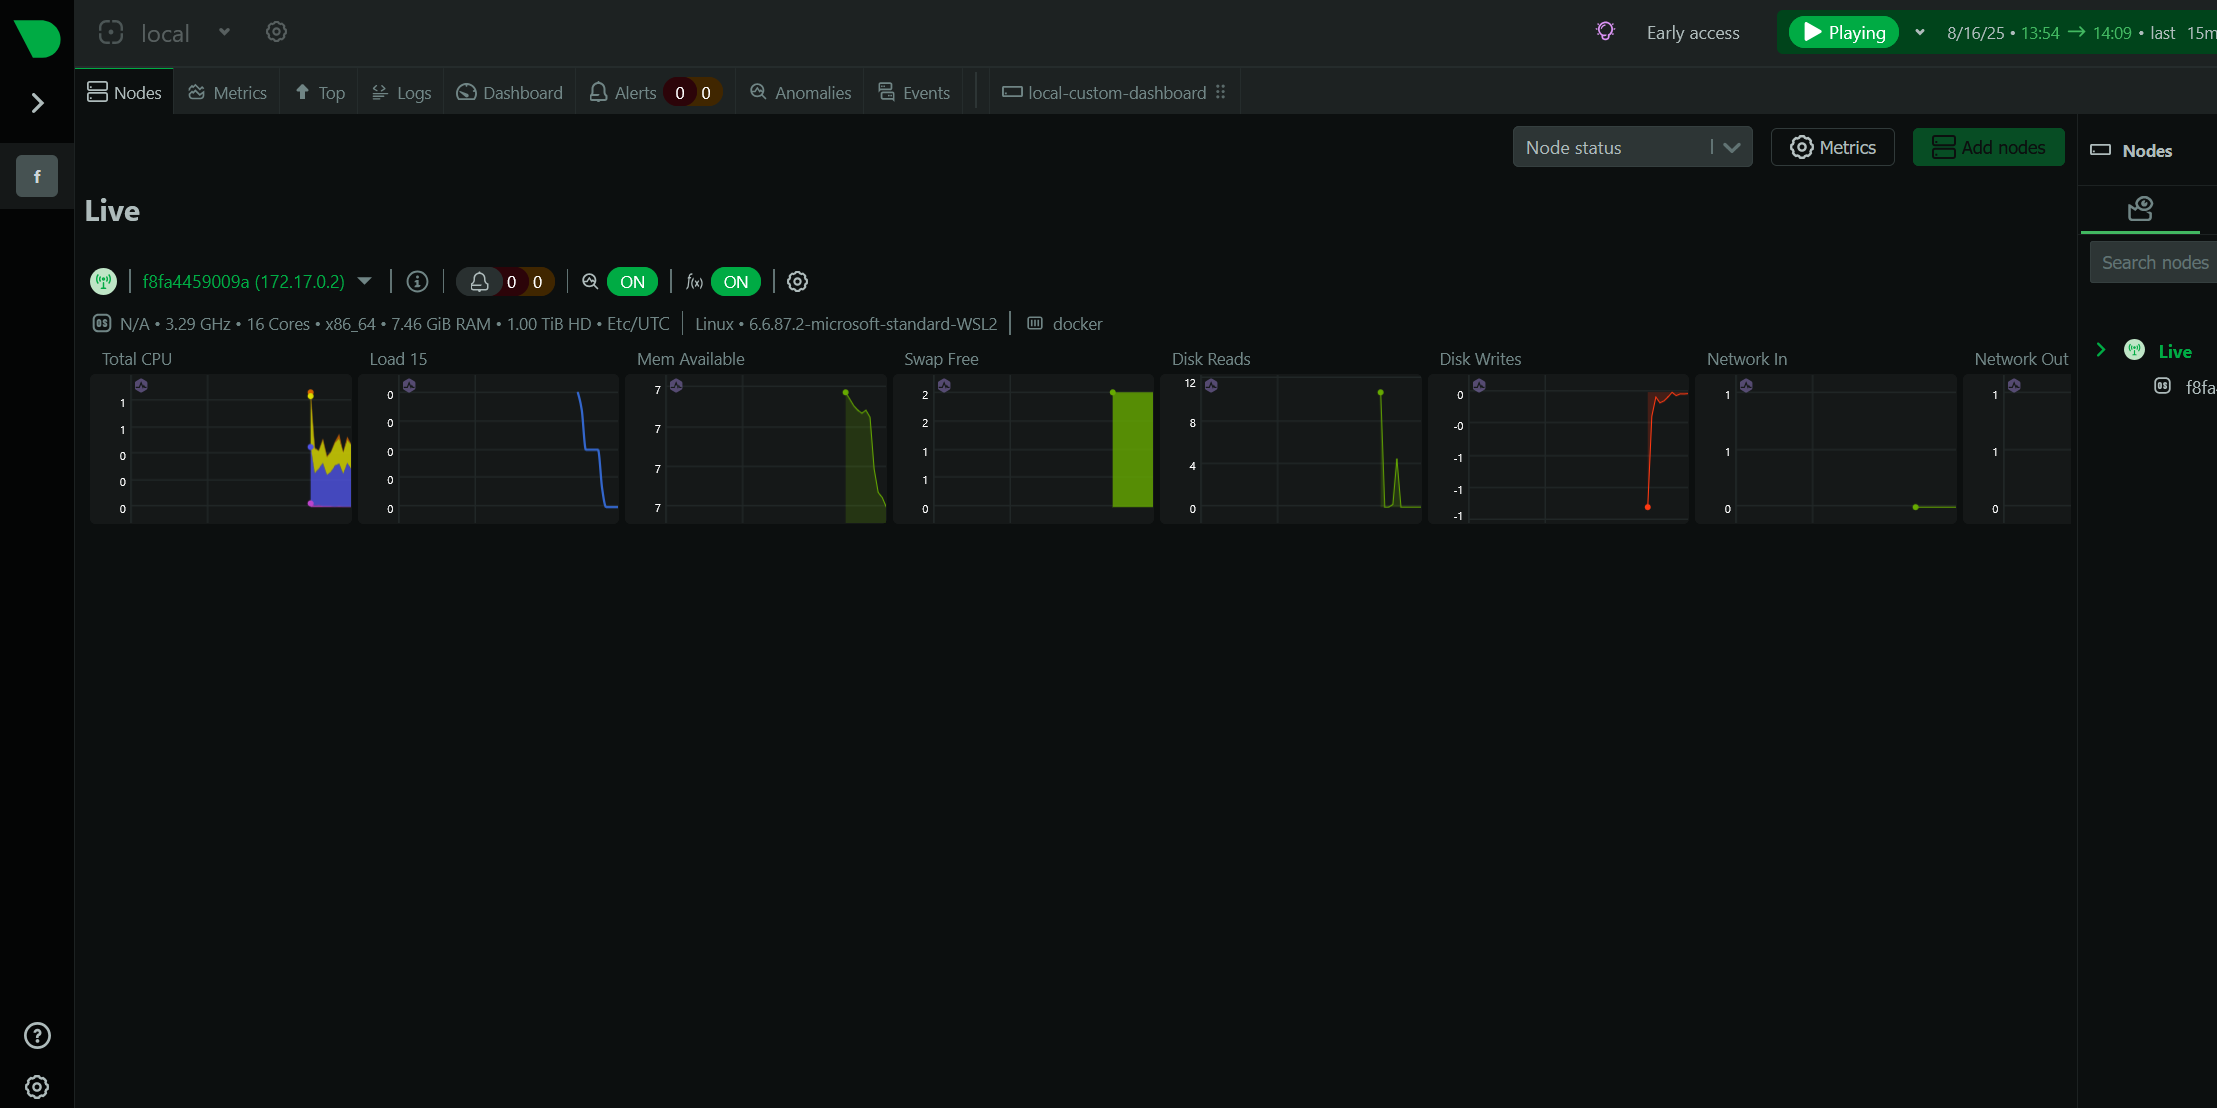 local
Early access
Playing
8/16/25 • 13:54 → 14:09 • last 15m
Nodes
Metrics
Top
Logs
Dashboard
Alerts 0 0
Anomalies
Events
local-custom-dashboard
f
Node status
Metrics
Add nodes
Nodes
Live
Search nodes
f8fa4459009a (172.17.0.2)
0 0
ON
f(x) ON
OS N/A • 3.29 GHz • 16 Cores • x86_64 • 7.46 GiB RAM • 1.00 TiB HD • Etc/UTC
Linux • 6.6.87.2-microsoft-standard-WSL2
docker
Live
OS f8fa
Total CPU
1
1
0
0
0
Load 15
0
0
0
0
0
Mem Available
7
7
7
7
Swap Free
2
2
1
1
0
Disk Reads
12
8
4
0
Disk Writes
0
-0
-1
-1
-1
Network In
1
1
0
Network Out
1
1
0